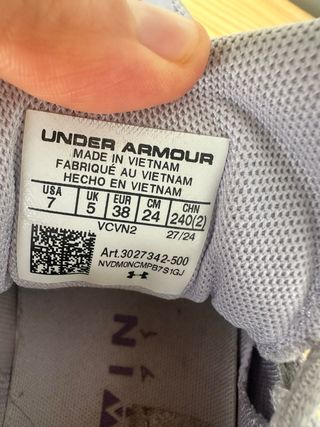 UNDER ARMOUR
MADE IN VIETNAM
FABRIQUÉ AU VIETNAM
HECHO EN VIETNAM
USA UK EUR CM CHN
7 5 38 24 240(2)
VCVN2 27/24
Art.3027342-500
NVDM0NCMPB7S1GJ